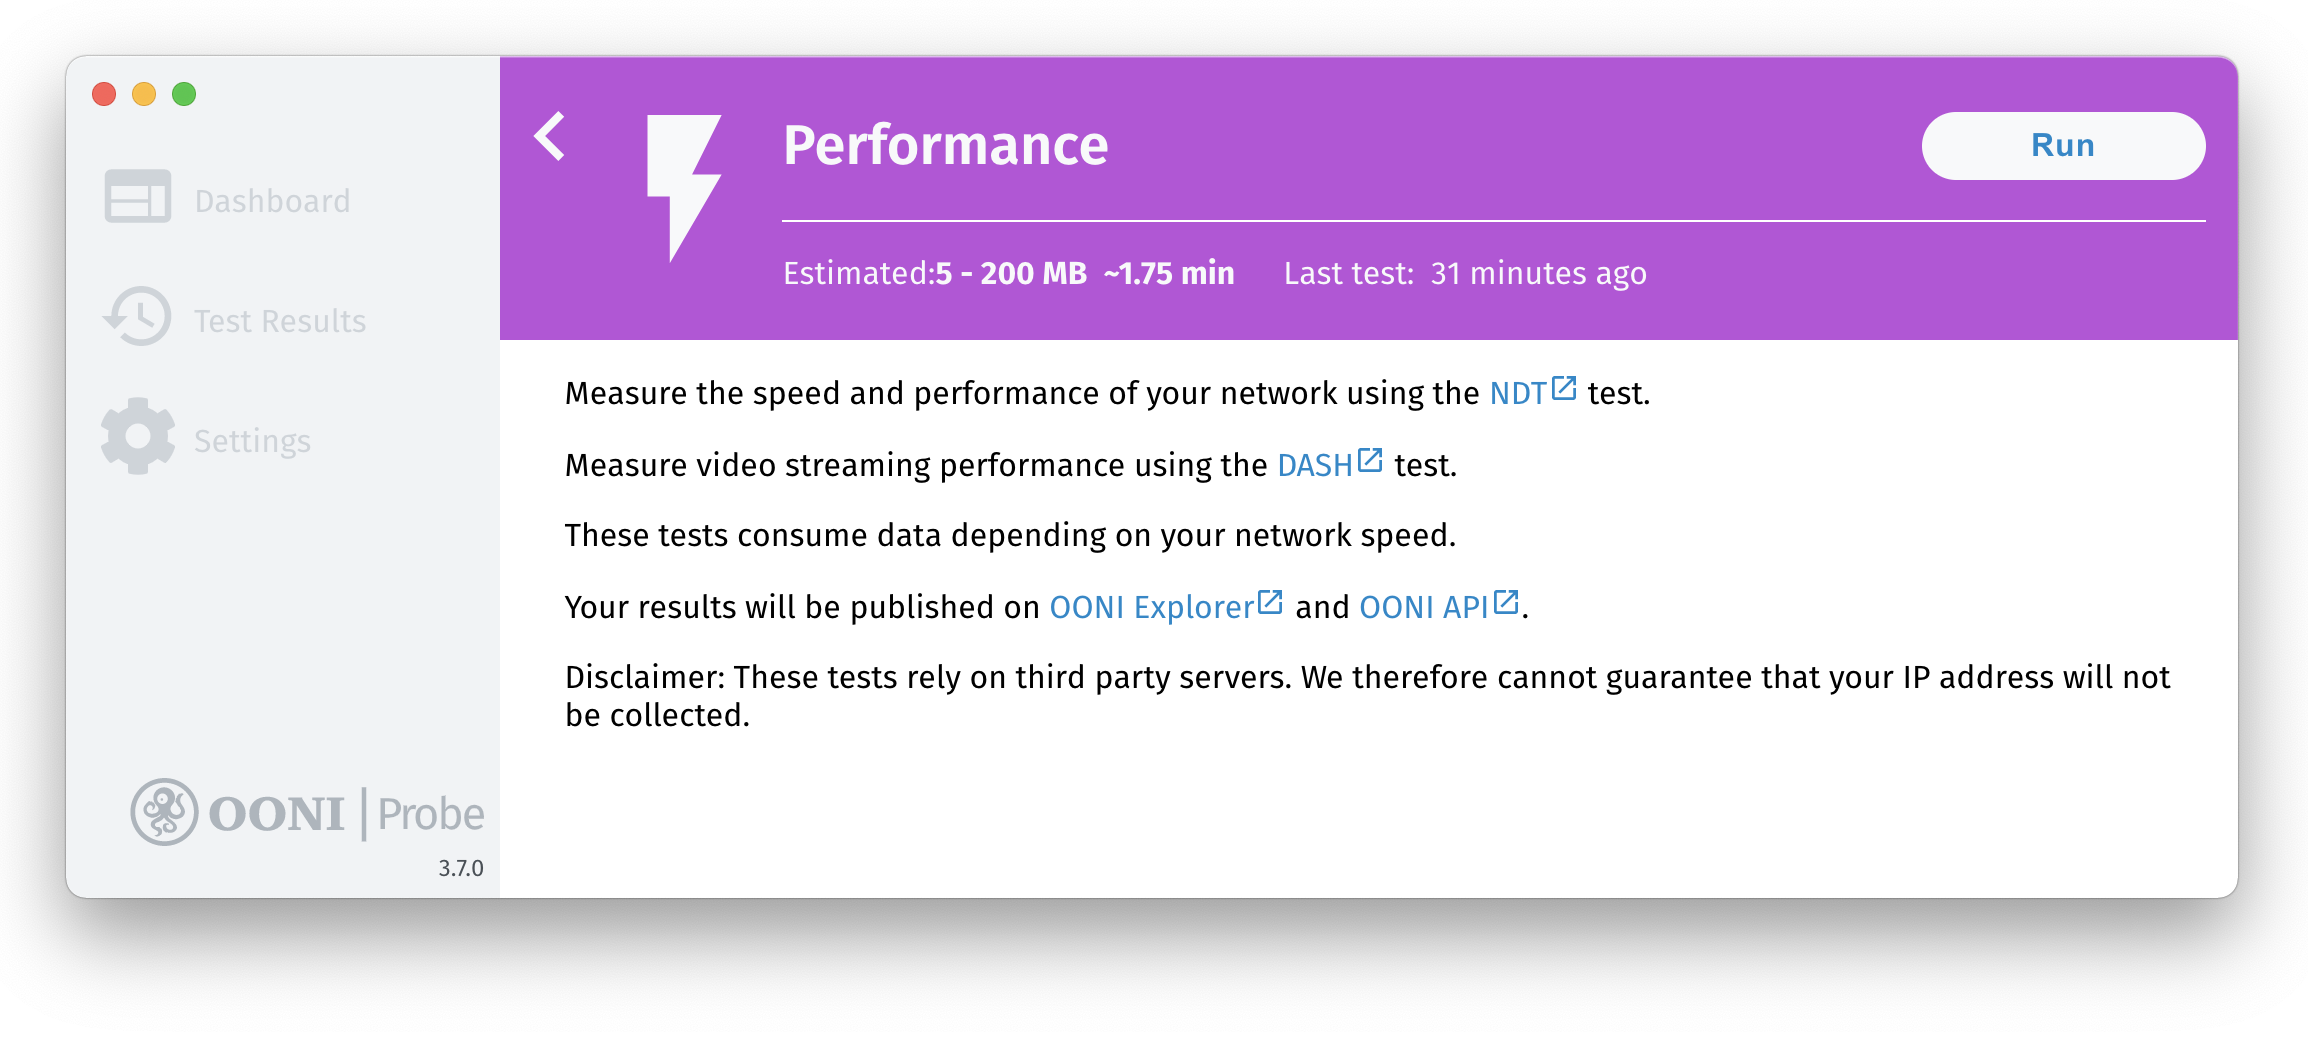 Dashboard
Test Results
Settings
OONI | Probe
3.7.0
Performance
Run
Estimated:5 - 200 MB ~1.75 min Last test: 31 minutes ago
Measure the speed and performance of your network using the NDT test.
Measure video streaming performance using the DASH test.
These tests consume data depending on your network speed.
Your results will be published on OONI Explorer and OONI API.
Disclaimer: These tests rely on third party servers. We therefore cannot guarantee that your IP address will not
be collected.